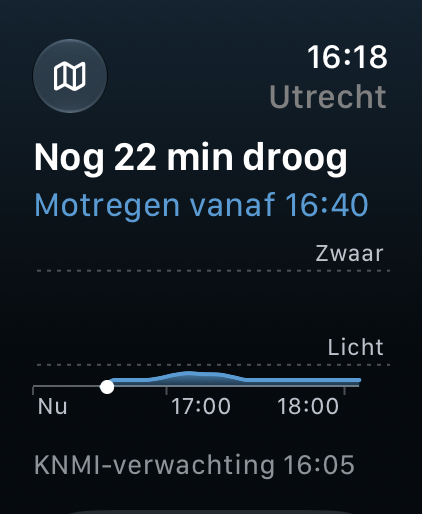 16:18
Utrecht
Nog 22 min droog
Motregen vanaf 16:40
Zwaar
Licht
Nu 17:00 18:00
KNMI-verwachting 16:05